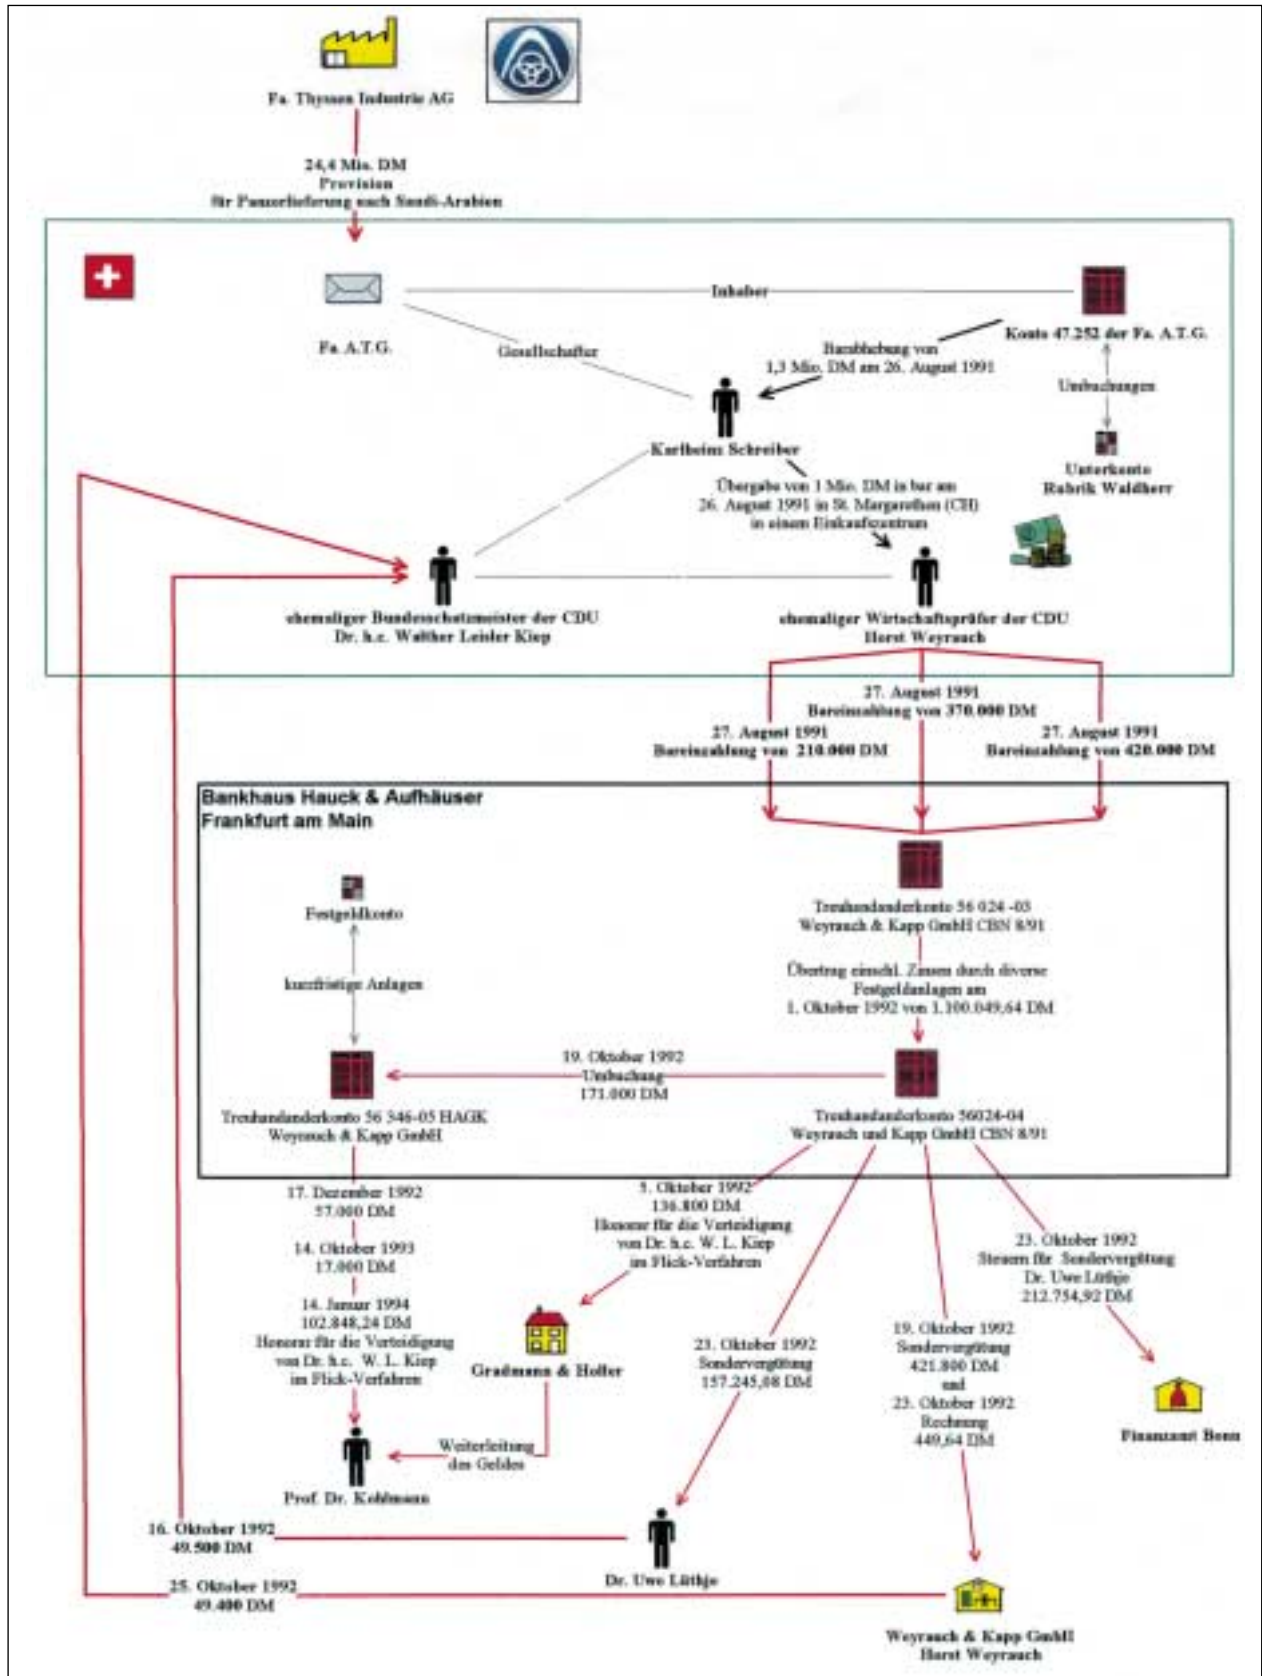 Fa. Thyssen Industrie AG
24,4 Mio. DM
Provision
für Panzerlieferung nach Saudi-Arabien
Inhaber
Fa. A.T.G.
Gesellschafter
Konto 47.252 der Fa. A.T.G.
Barabhebung von
1,3 Mio. DM am 26. August 1991
Umbuchungen
Karlheinz Schreiber
Unterkonto
Rubrik Waldherr
Übergabe von 1 Mio. DM in bar am
26. August 1991 in St. Margarethen (CH)
in einem Einkaufszentrum
ehemaliger Bundesschatzmeister der CDU
Dr. h.c. Walther Leisler Kiep
ehemaliger Wirtschaftsprüfer der CDU
Horst Weyrauch
27. August 1991
Bareinzahlung von 370.000 DM
27. August 1991
Bareinzahlung von 210.000 DM
27. August 1991
Bareinzahlung von 420.000 DM
Bankhaus Hauck & Aufhäuser
Frankfurt am Main
Festgeldkonto
kurzfristige Anlagen
Treuhandanderkonto 56 024 -03
Weyrauch & Kapp GmbH CBN 8/91
Übertrag einschl. Zinsen durch diverse
Festgeldanlagen am
1. Oktober 1992 von 1.100.049,64 DM
19. Oktober 1992
Umbuchung
171.000 DM
Treuhandanderkonto 56 346-05 HAGK
Weyrauch & Kapp GmbH
Treuhandanderkonto 56024-04
Weyrauch und Kapp GmbH CBN 8/91
17. Dezember 1992
57.000 DM
14. Oktober 1993
17.000 DM
14. Januar 1994
102.848,24 DM
Honorar für die Verteidigung
von Dr. h.c. W. L. Kiep
im Flick-Verfahren
5. Oktober 1992
136.800 DM
Honorar für die Verteidigung
von Dr. h.c. W. L. Kiep
im Flick-Verfahren
23. Oktober 1992
Steuern für Sondervergütung
Dr. Uwe Lüthje
212.754,92 DM
Gradmann & Holler
23. Oktober 1992
Sondervergütung
157.245,08 DM
19. Oktober 1992
Sondervergütung
421.800 DM
und
23. Oktober 1992
Rechnung
449,64 DM
Finanzamt Bonn
Weiterleitung
des Geldes
Prof. Dr. Kohlmann
16. Oktober 1992
49.500 DM
Dr. Uwe Lüthje
25. Oktober 1992
49.400 DM
Weyrauch & Kapp GmbH
Horst Weyrauch